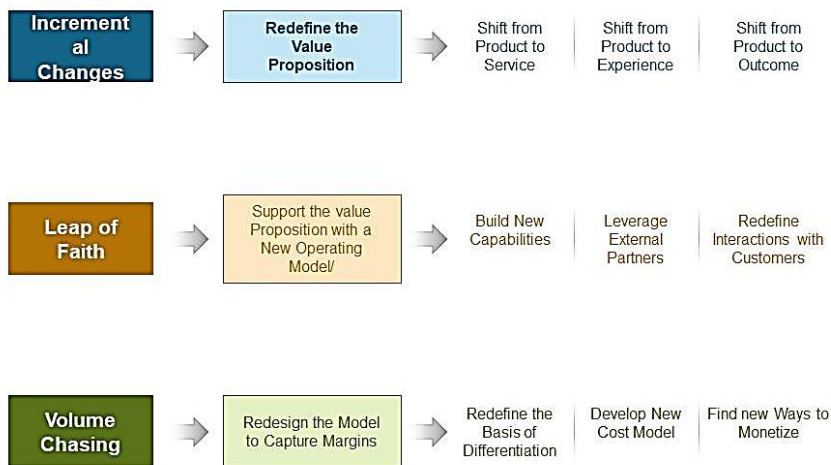 Increment
al
Changes
Redefine the
Value
Proposition
Shift from
Product to
Service
Shift from
Product to
Experience
Shift from
Product to
Outcome
Leap of
Faith
Support the value
Proposition with a
New Operating
Model/
Build New
Capabilities
Leverage
External
Partners
Redefine
Interactions with
Customers
Volume
Chasing
Redesign the Model
to Capture Margins
Redefine the
Basis of
Differentiation
Develop New
Cost Model
Find new Ways to
Monetize